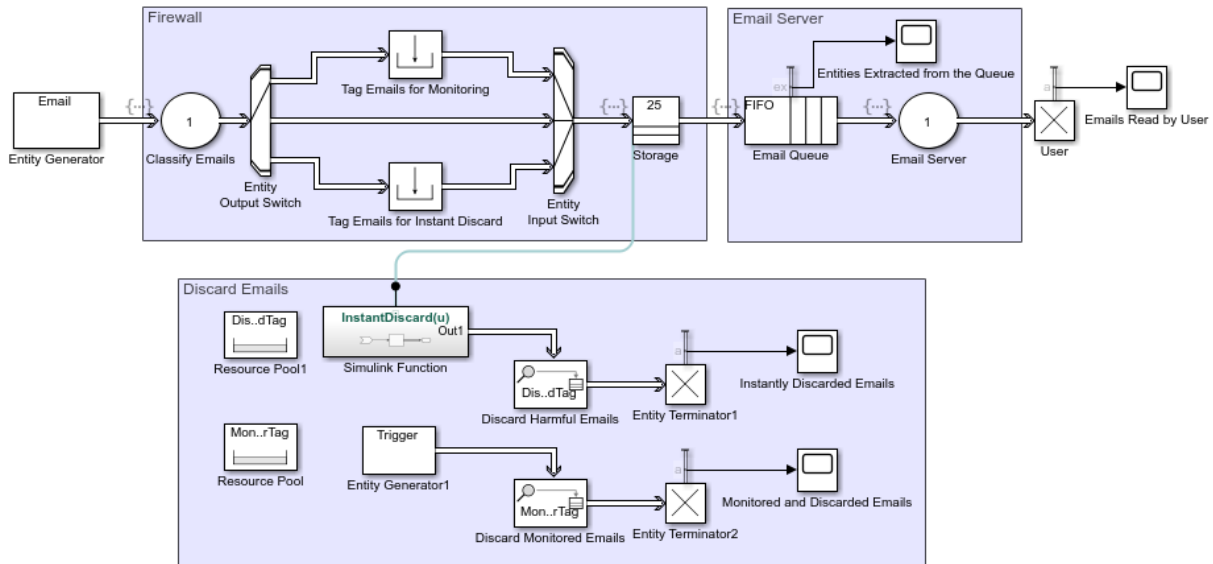 Firewall
Email Server
Tag Emails for Monitoring
ex
Entities Extracted from the Queue
a
Emails Read by User
Email
{...}
1
{...}
25
{...}
FIFO
{...}
1
Entity Generator
Classify Emails
Storage
Email Queue
Email Server
User
Entity
Output Switch
Tag Emails for Instant Discard
Entity
Input Switch
Discard Emails
Dis..dTag
Resource Pool1
InstantDiscard(u)
Out1
Simulink Function
a
Instantly Discarded Emails
Dis..dTag
Discard Harmful Emails
Entity Terminator1
Mon..rTag
Resource Pool
Trigger
Entity Generator1
a
Monitored and Discarded Emails
Mon..rTag
Discard Monitored Emails
Entity Terminator2